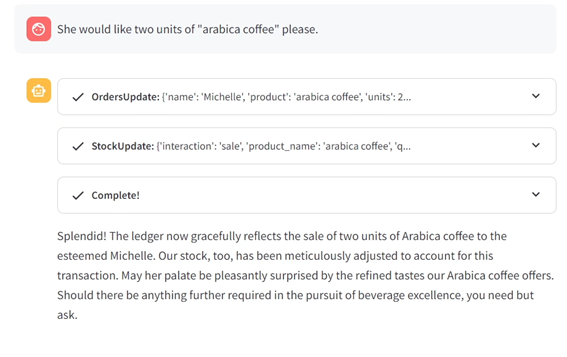 She would like two units of "arabica coffee" please.
OrdersUpdate: {'name': 'Michelle', 'product': 'arabica coffee', 'units': 2...
StockUpdate: {'interaction': 'sale', 'product_name': 'arabica coffee', 'q...
Complete!
Splendid! The ledger now gracefully reflects the sale of two units of Arabica coffee to the
esteemed Michelle. Our stock, too, has been meticulously adjusted to account for this
transaction. May her palate be pleasantly surprised by the refined tastes our Arabica coffee offers.
Should there be anything further required in the pursuit of beverage excellence, you need but
ask.